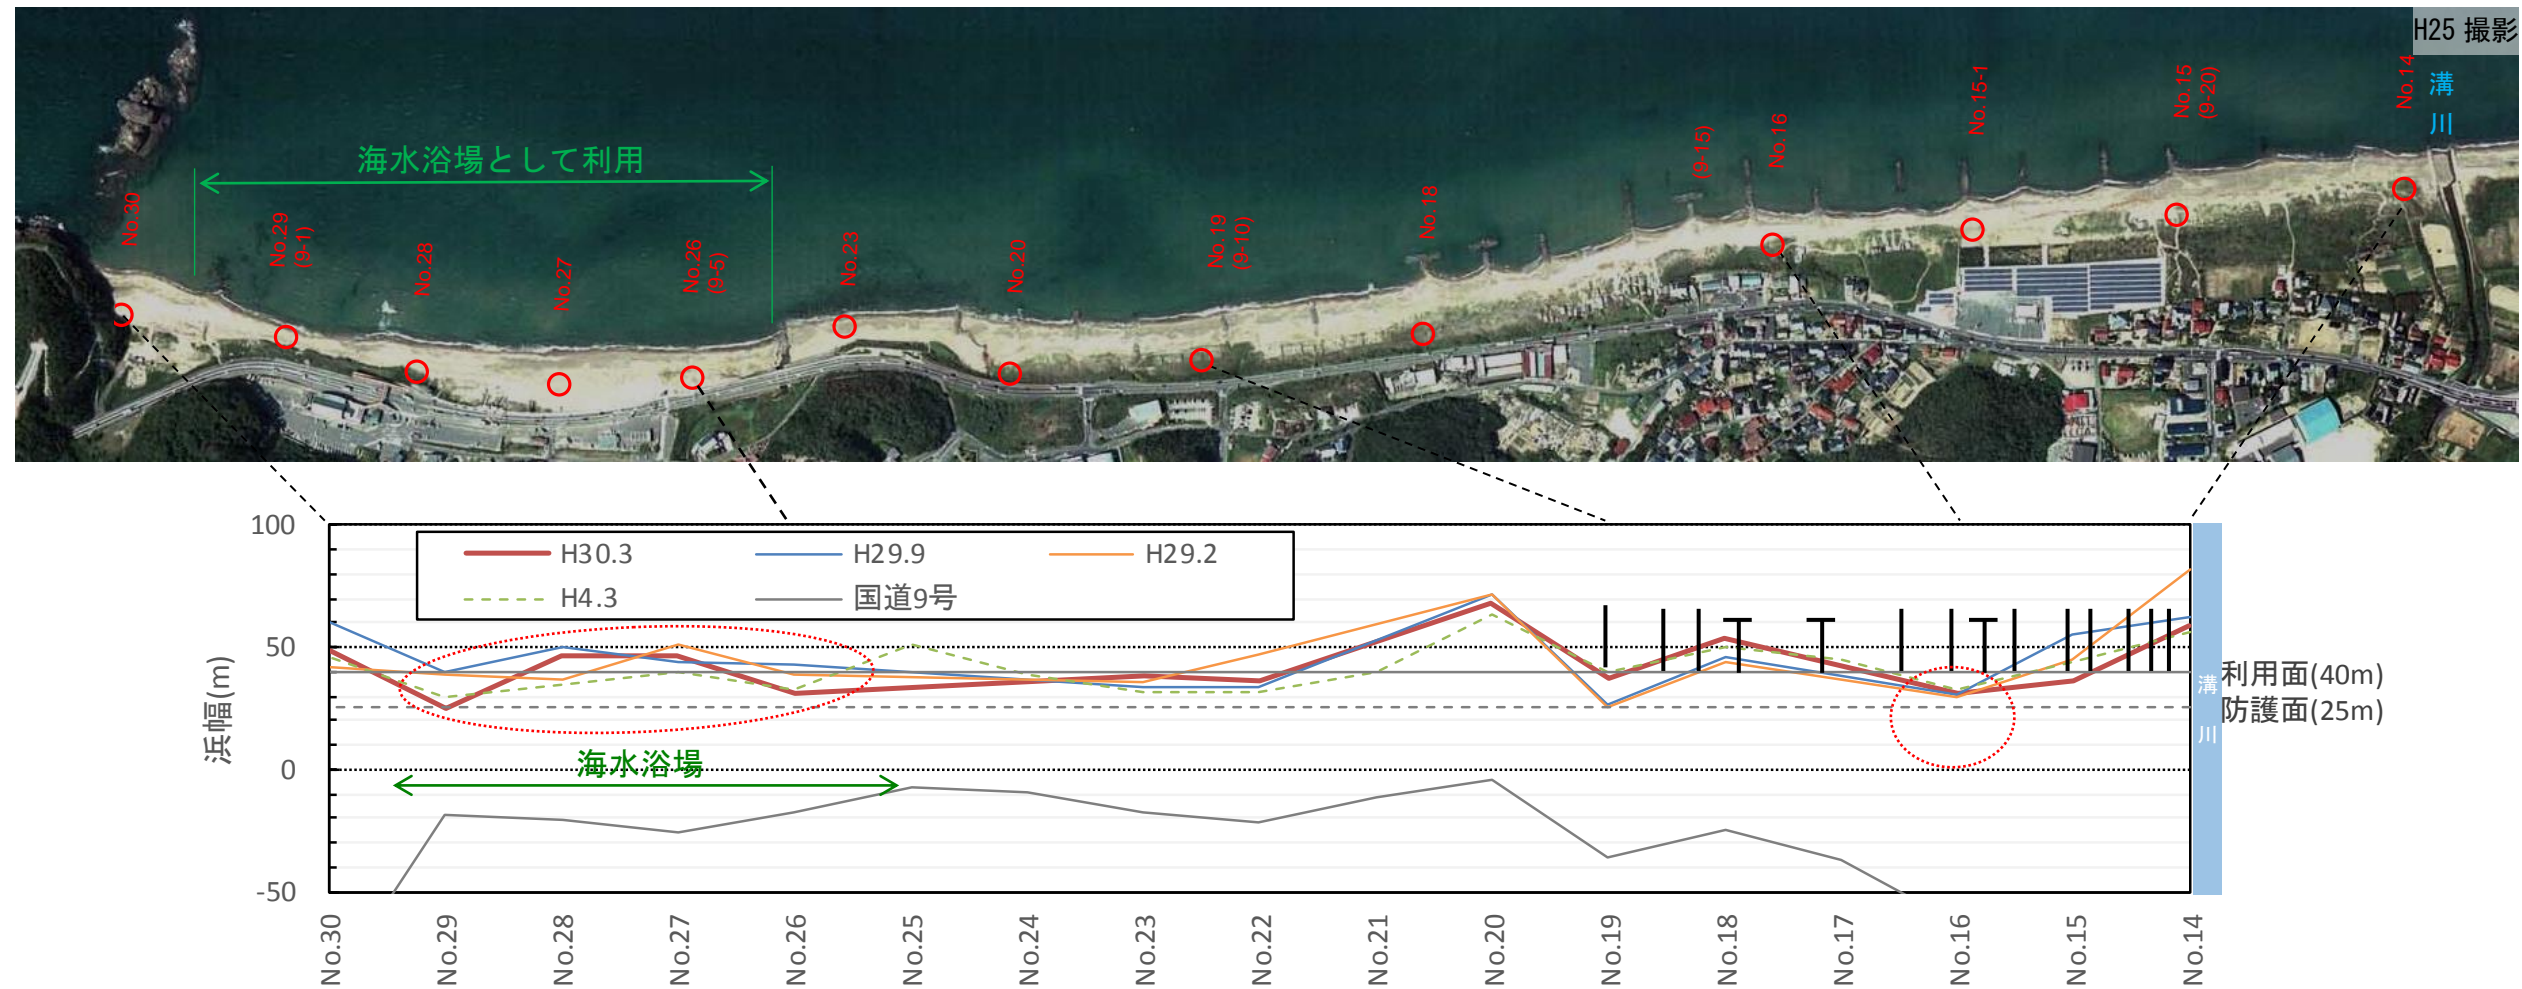 H25 撮影
溝
川
海水浴場として利用
No.30
No.29
(9-1)
No.28
No.27
No.26
(9-5)
No.23
No.20
No.19
(9-10)
No.18
(9-15)
No.16
No.15-1
No.15
(9-20)
No.14
H30.3
H29.9
H29.2
H4.3
国道9号
浜幅(m)
100
50
0
-50
海水浴場
利用面(40m)
防護面(25m)
溝
川
No.30
No.29
No.28
No.27
No.26
No.25
No.24
No.23
No.22
No.21
No.20
No.19
No.18
No.17
No.16
No.15
No.14